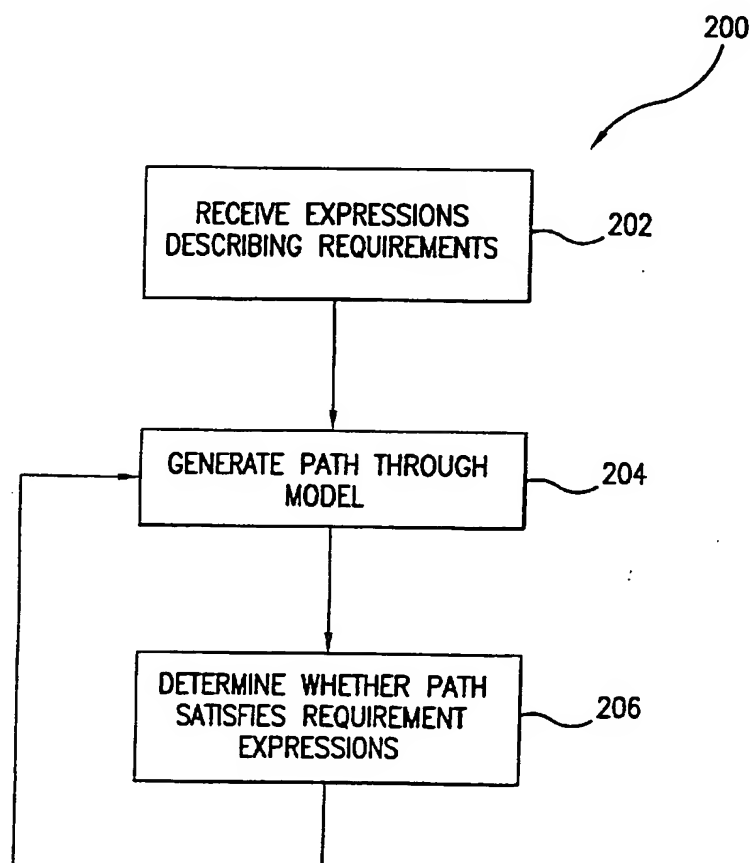 200
RECEIVE EXPRESSIONS
DESCRIBING REQUIREMENTS
202
GENERATE PATH THROUGH
MODEL
204
DETERMINE WHETHER PATH
SATISFIES REQUIREMENT
EXPRESSIONS
206